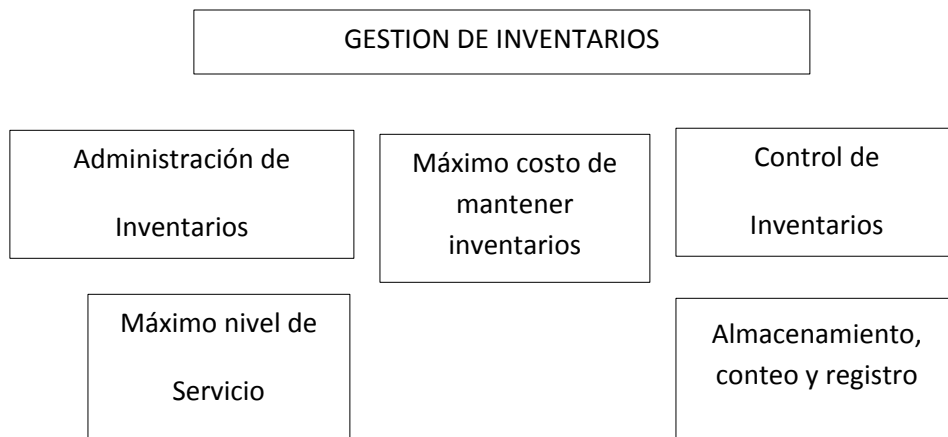 GESTION DE INVENTARIOS
Administración de
Inventarios
Máximo costo de
mantener
inventarios
Control de
Inventarios
Máximo nivel de
Servicio
Almacenamiento,
conteo y registro